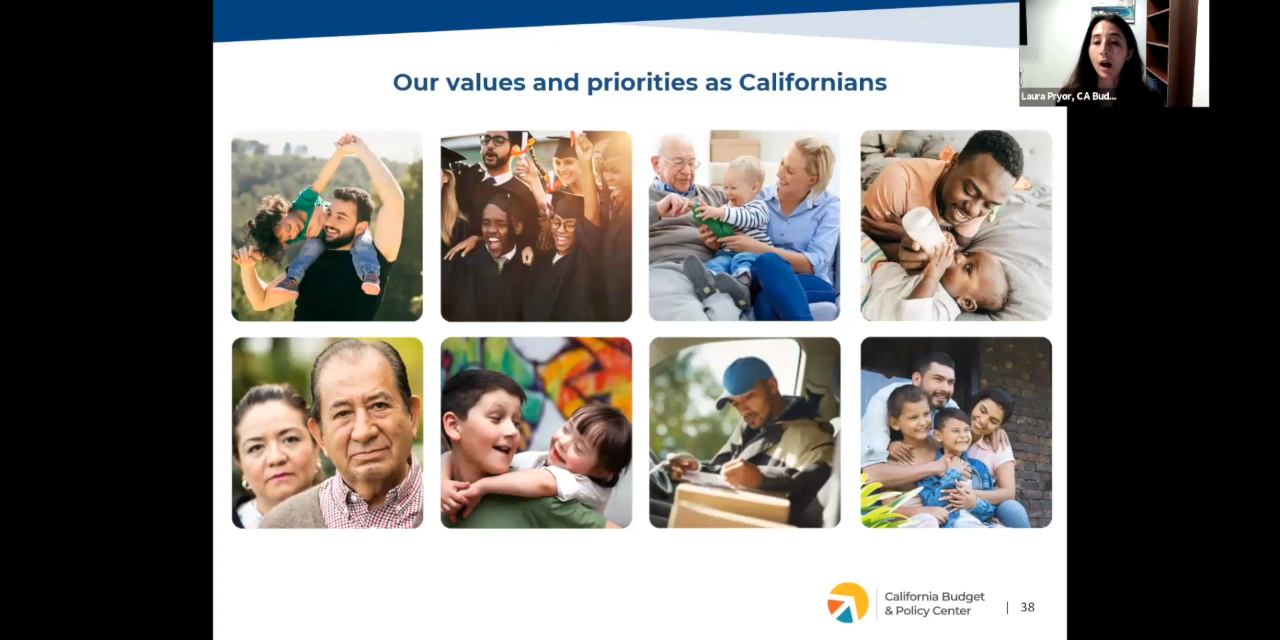 Our values and priorities as Californians
Laura Pryor, CA Bud...
California Budget
& Policy Center
| 38